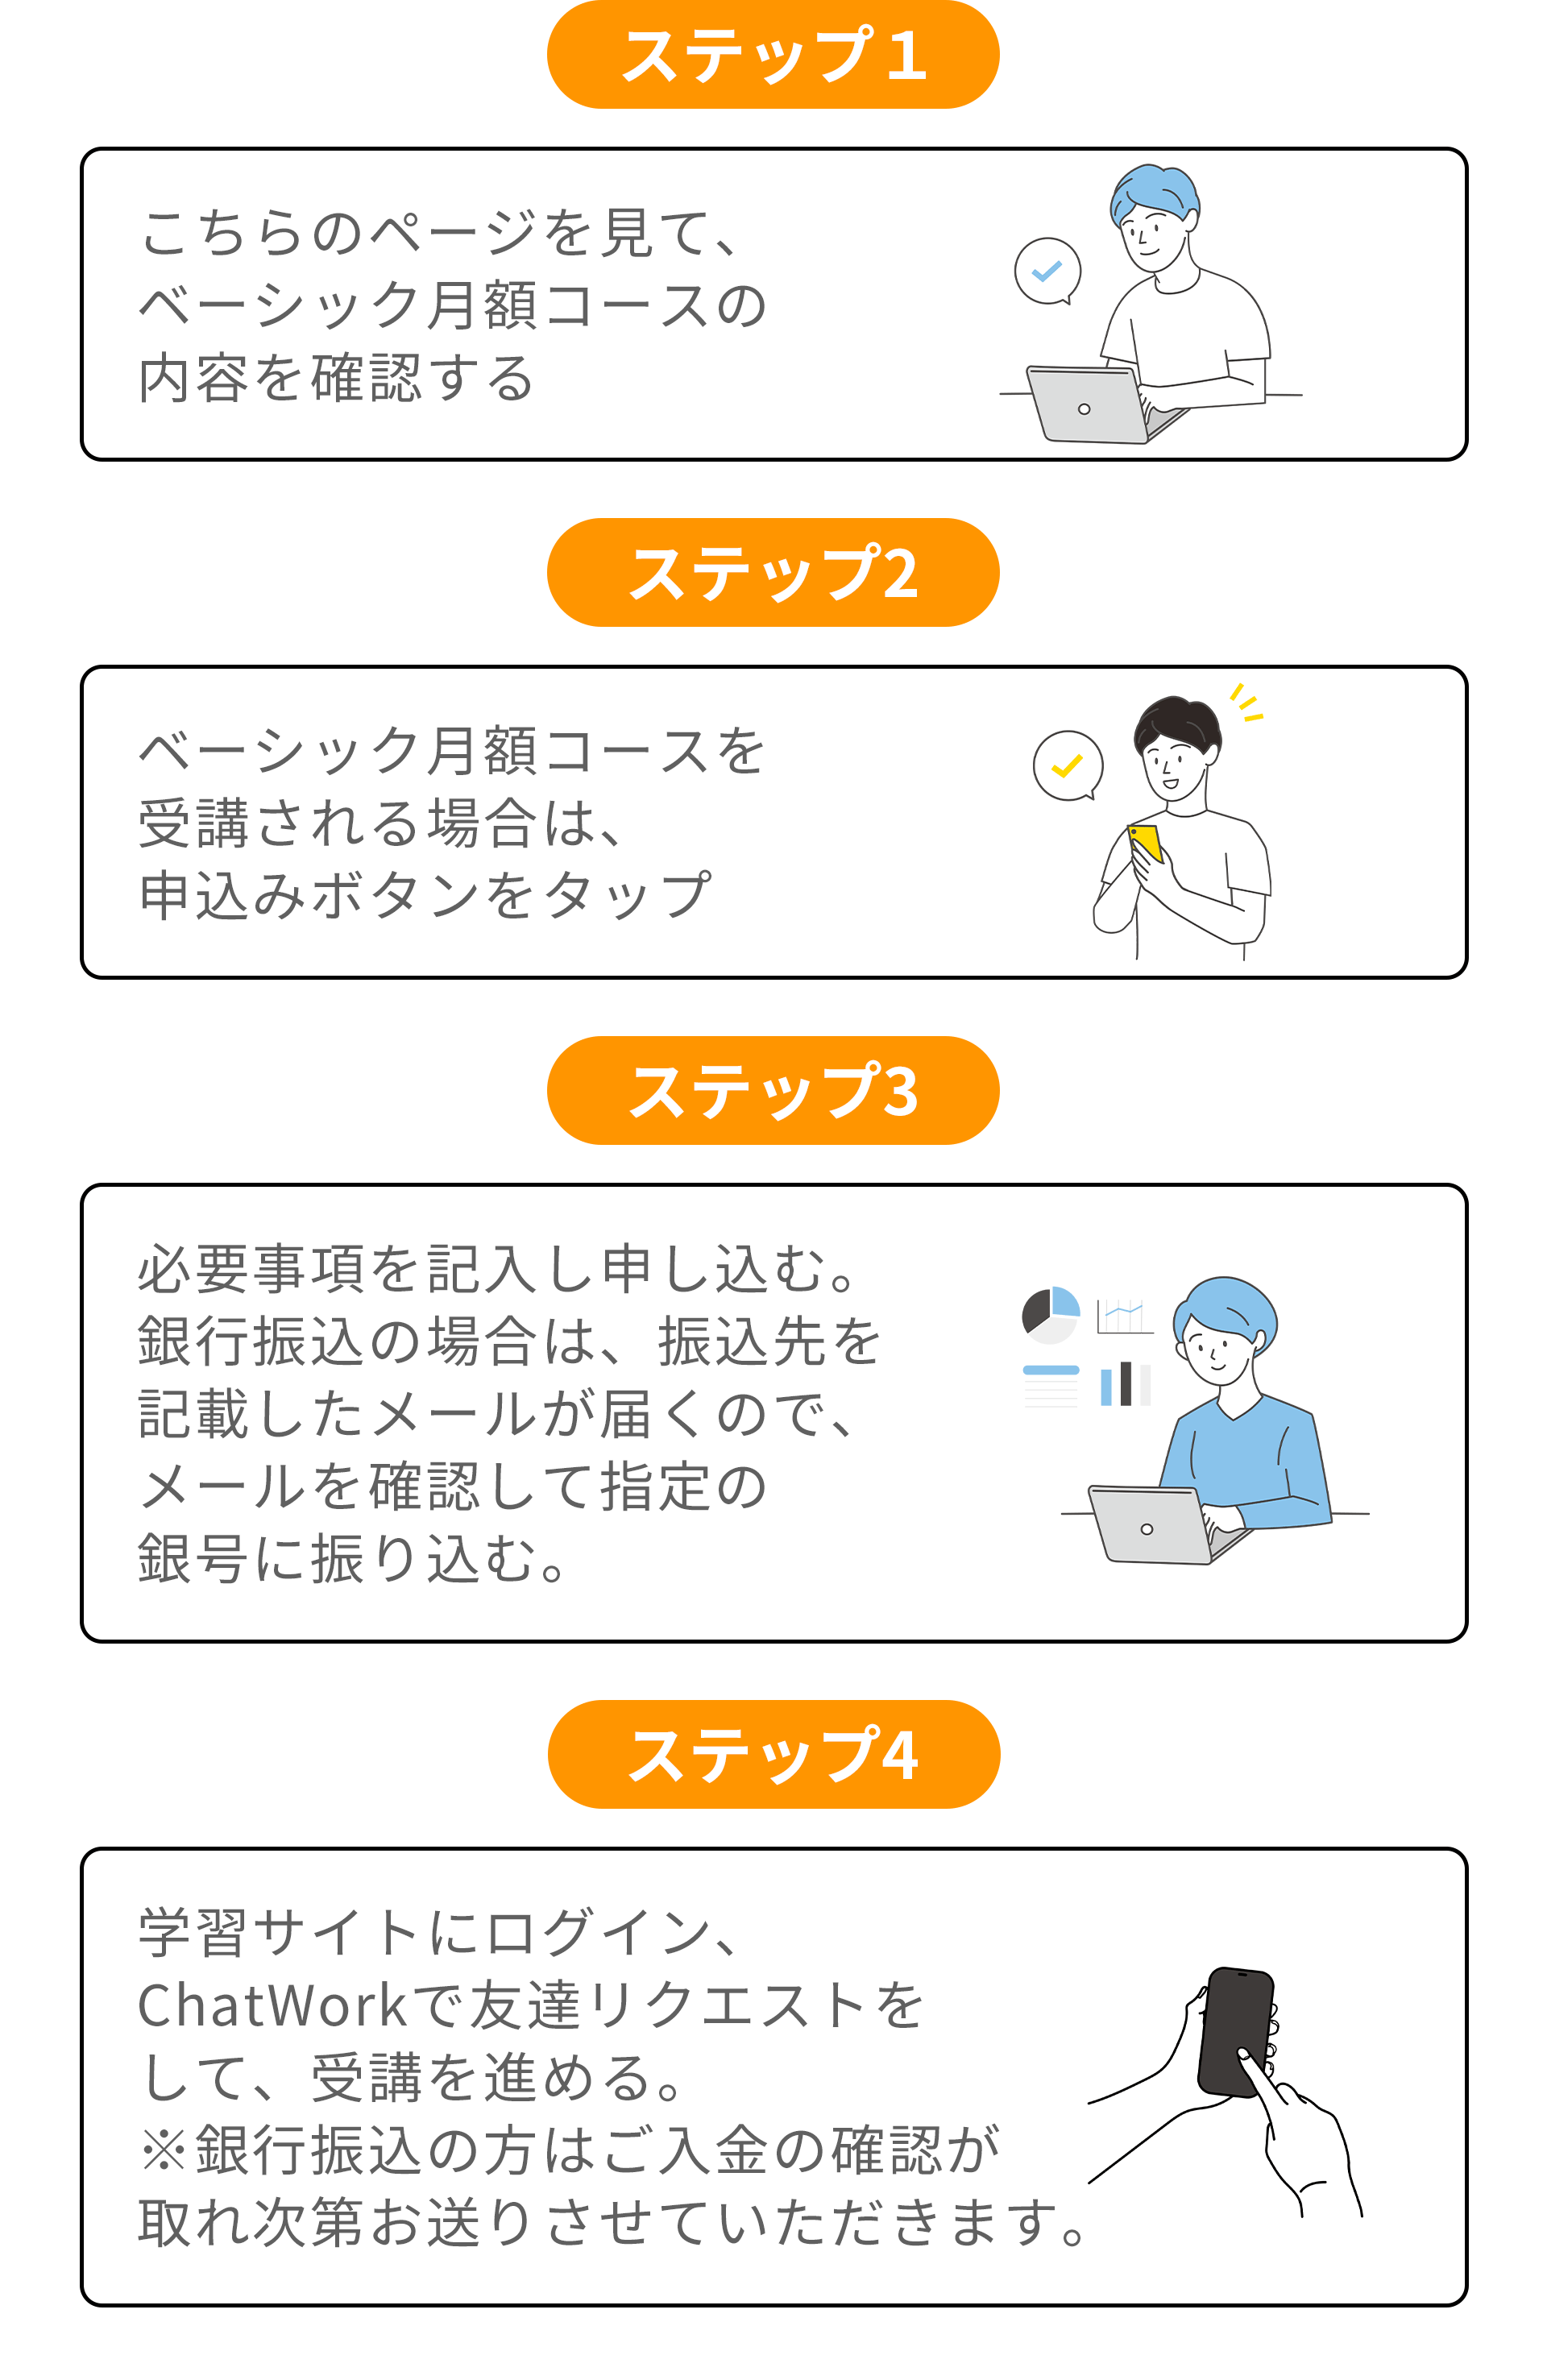 ステップ１
こちらのページを見て、
ベーシック月額コースの
内容を確認する
ステップ2
ベーシック月額コースを
受講される場合は、
申込みボタンをタップ
ステップ3
必要事項を記入し申し込む。
銀行振込の場合は、振込先を
記載したメールが届くので、
メールを確認して指定の
銀号に振り込む。
ステップ4
学習サイトにログイン、
ChatWorkで友達リクエストを
して、受講を進める。
※銀行振込の方はご入金の確認が
取れ次第お送りさせていただきます。